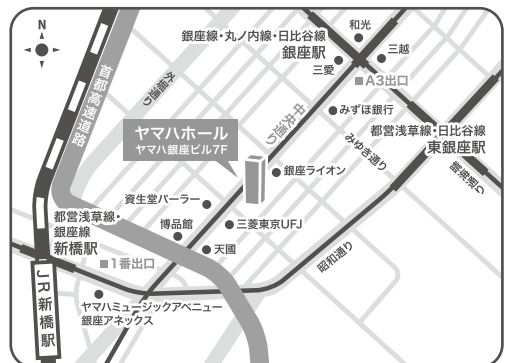 N
銀座線・丸ノ内線・日比谷線
銀座駅
和光
三越
三愛
A3出口
首都高速道路
外堀通り
中央通り
みずほ銀行
都営浅草線・日比谷線
東銀座駅
みゆき通り
晴海通り
ヤマハホール
ヤマハ銀座ビル7F
銀座ライオン
資生堂パーラー
都営浅草線・
銀座線
新橋駅
博品館
三菱東京UFJ
天國
昭和通り
1番出口
JR新橋駅
ヤマハミュージックアベニュー
銀座アネックス